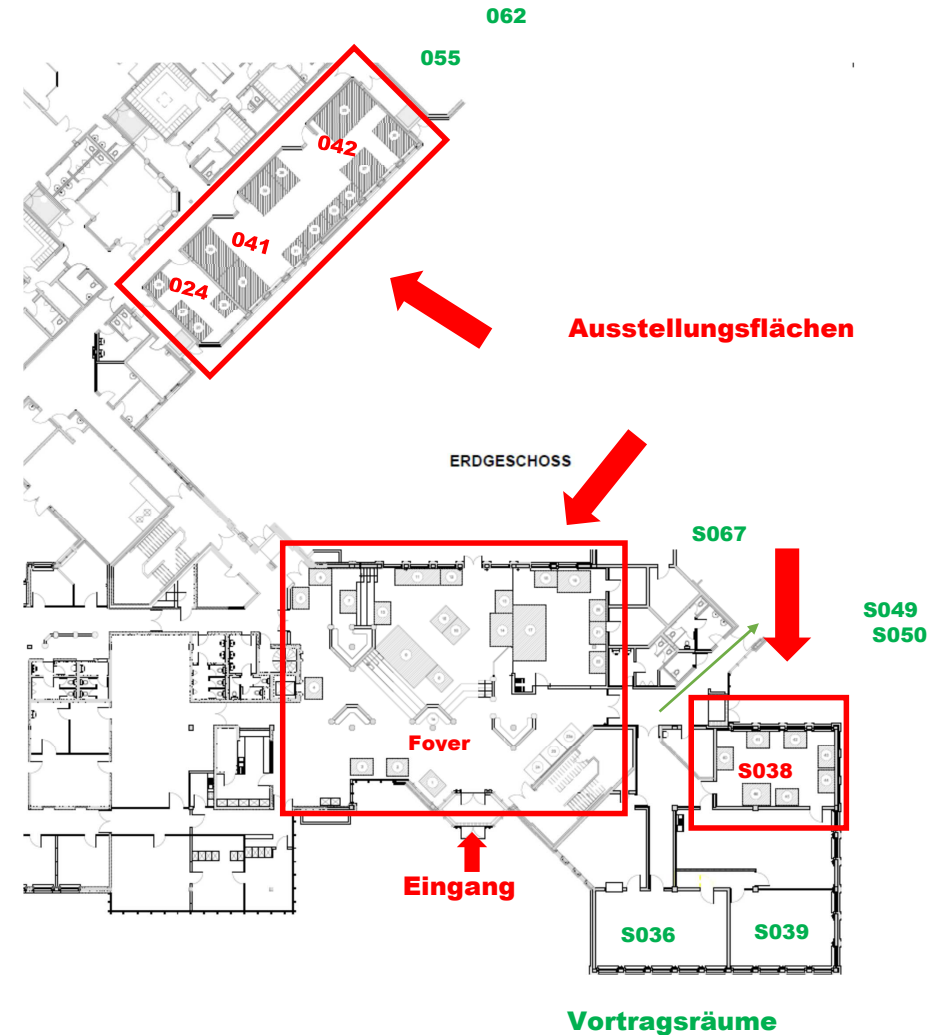 062
055
042
041
024
Ausstellungsflächen
ERDGESCHOSS
S067
S049
S050
Foyer
S038
Eingang
S036
S039
Vortragsräume